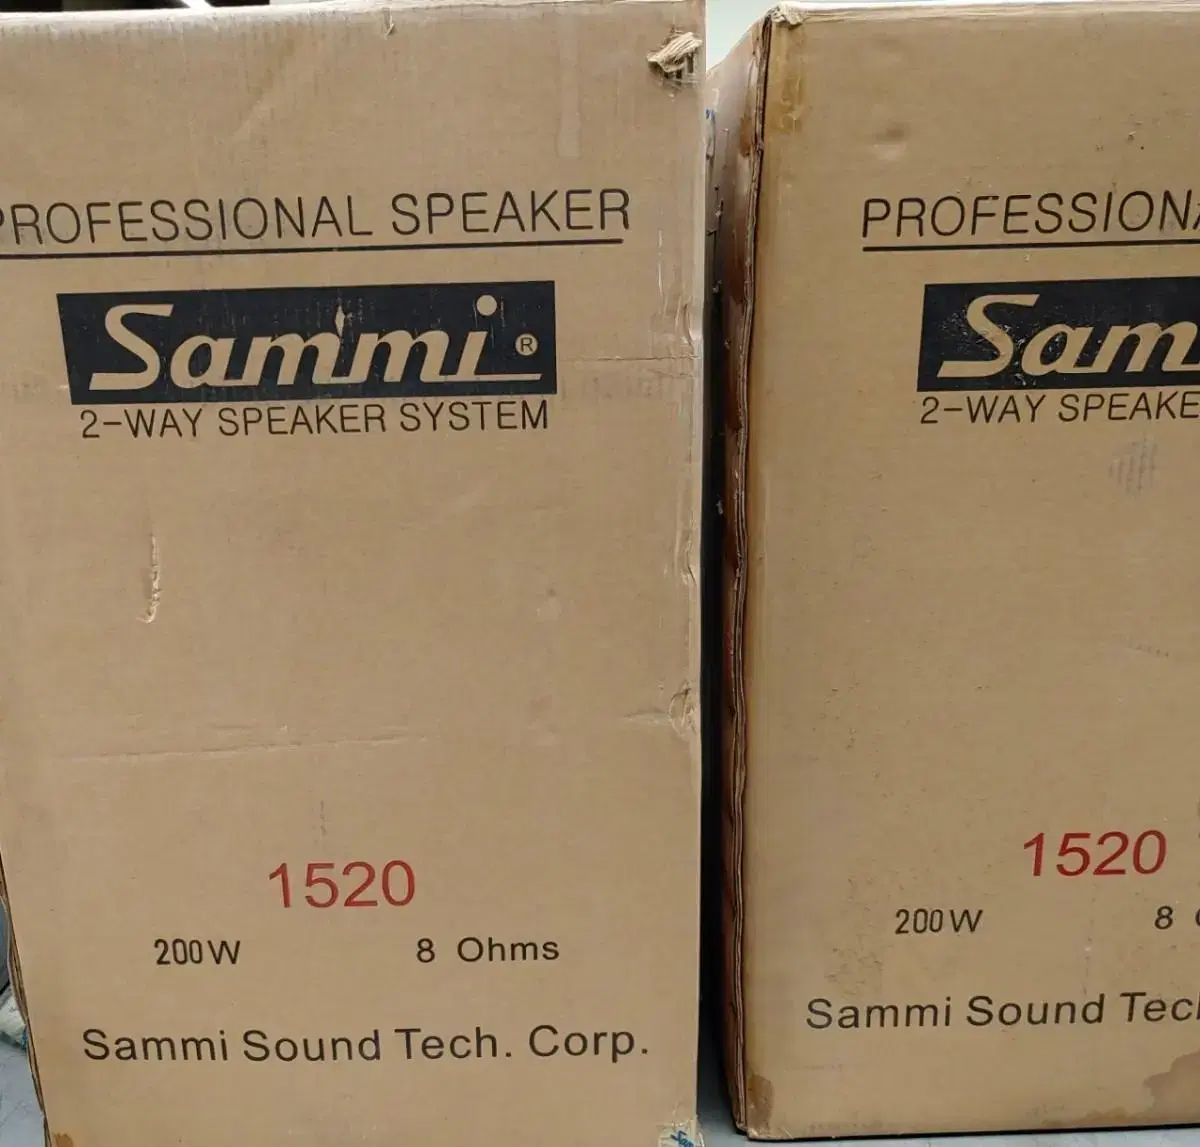 PROFESSIONAL SPEAKER
Sammi®
2-WAY SPEAKER SYSTEM
1520
200W 8 Ohms
Sammi Sound Tech. Corp.
PROFESSION
Sam
2-WAY SPEAKE
1520
200W 8
Sammi Sound Tec